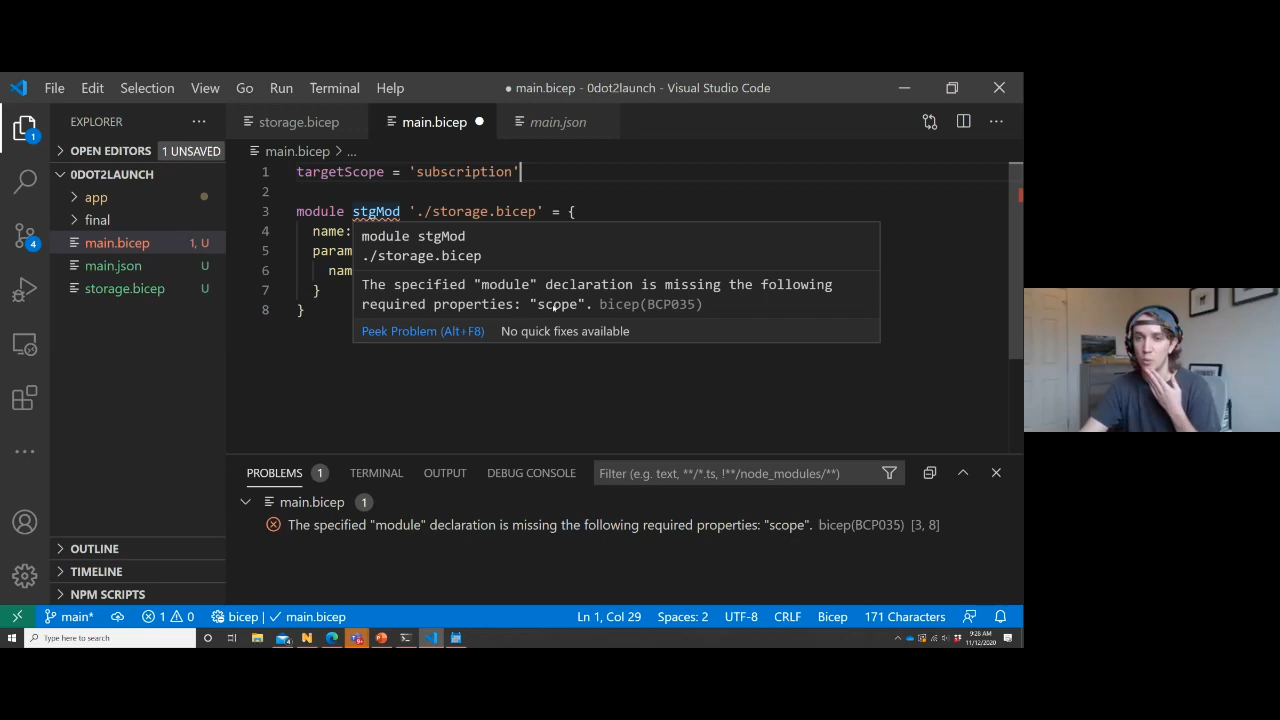 File Edit Selection View Go Run Terminal Help ● main.bicep - 0dot2launch - Visual Studio Code
EXPLORER ...
storage.bicep
main.bicep ●
main.json
OPEN EDITORS 1 UNSAVED
main.bicep > ...
0DOT2LAUNCH
app
final
main.bicep 1, U
main.json U
storage.bicep U
1 targetScope = 'subscription'
2
3 module stgMod './storage.bicep' = {
4 name:
5 param
6 nam
7 }
8 }
module stgMod
./storage.bicep
The specified "module" declaration is missing the following
required properties: "scope". bicep(BCP035)
Peek Problem (Alt+F8) No quick fixes available
PROBLEMS 1 TERMINAL OUTPUT DEBUG CONSOLE Filter (e.g. text, **/*.ts, !**/node_modules/**)
main.bicep 1
The specified "module" declaration is missing the following required properties: "scope". bicep(BCP035) [3, 8]
OUTLINE
TIMELINE
NPM SCRIPTS
1
4
main* 1 0 bicep | ✓ main.bicep Ln 1, Col 29 Spaces: 2 UTF-8 CRLF Bicep 171 Characters
Type here to search
9:28 AM
11/12/2020